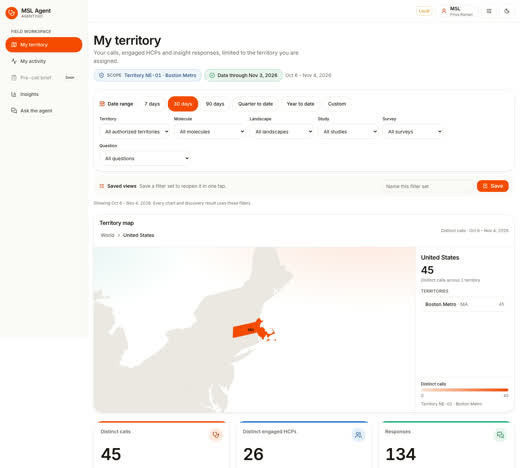 MSL Agent
AGENT FIZZ
Local
MSL
Priya Raman
FIELD WORKSPACE
My territory
My activity
Pre-call brief
Soon
Insights
Ask the agent
My territory
Your calls, engaged HCPs and insight responses, limited to the territory you are
assigned.
SCOPE Territory NE-01 · Boston Metro
Data through Nov 3, 2026
Oct 6 – Nov 4, 2026
Date range
7 days
30 days
90 days
Quarter to date
Year to date
Custom
Territory
Molecule
Landscape
Study
Survey
All authorized territories
All molecules
All landscapes
All studies
All surveys
Question
All questions
Saved views Save a filter set to reopen it in one tap.
Name this filter set
Save
Showing Oct 6 – Nov 4, 2026. Every chart and discovery result uses these filters.
Territory map
World > United States
Distinct calls · Oct 6 – Nov 4, 2026
MA
United States
45
Distinct calls across 1 territory
TERRITORIES
Boston Metro · MA 45
Distinct calls
0 45
Territory NE-01 · Boston Metro
Distinct calls
45
Distinct engaged HCPs
26
Responses
134